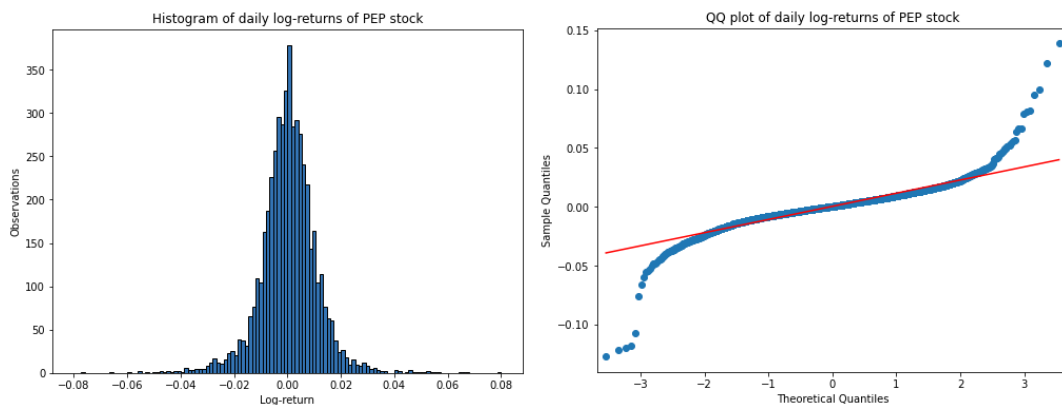 Histogram of daily log-returns of PEP stock
Observations
350
300
250
200
150
100
50
0
−0.08 −0.06 −0.04 −0.02 0.00 0.02 0.04 0.06 0.08
Log-return
QQ plot of daily log-returns of PEP stock
Sample Quantiles
0.15
0.10
0.05
0.00
−0.05
−0.10
−3 −2 −1 0 1 2 3
Theoretical Quantiles